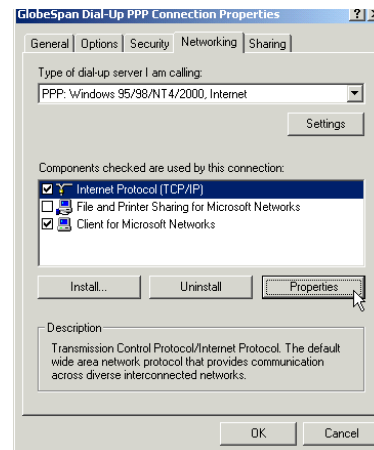 GlobeSpan Dial-Up PPP Connection Properties
General Options Security Networking Sharing
Type of dial-up server I am calling:
PPP: Windows 95/98/NT4/2000, Internet
Settings
Components checked are used by this connection:
Internet Protocol (TCP/IP)
File and Printer Sharing for Microsoft Networks
Client for Microsoft Networks
Install... Uninstall Properties
Description
Transmission Control Protocol/Internet Protocol. The default
wide area network protocol that provides communication
across diverse interconnected networks.
OK Cancel